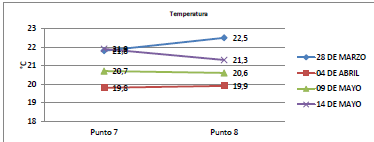 Temperatura
°C
23
22
21
20
19
18
21,8
21,9
22,5
21,3
20,7
20,6
19,8
19,9
Punto 7
Punto 8
28 DE MARZO
04 DE ABRIL
09 DE MAYO
14 DE MAYO